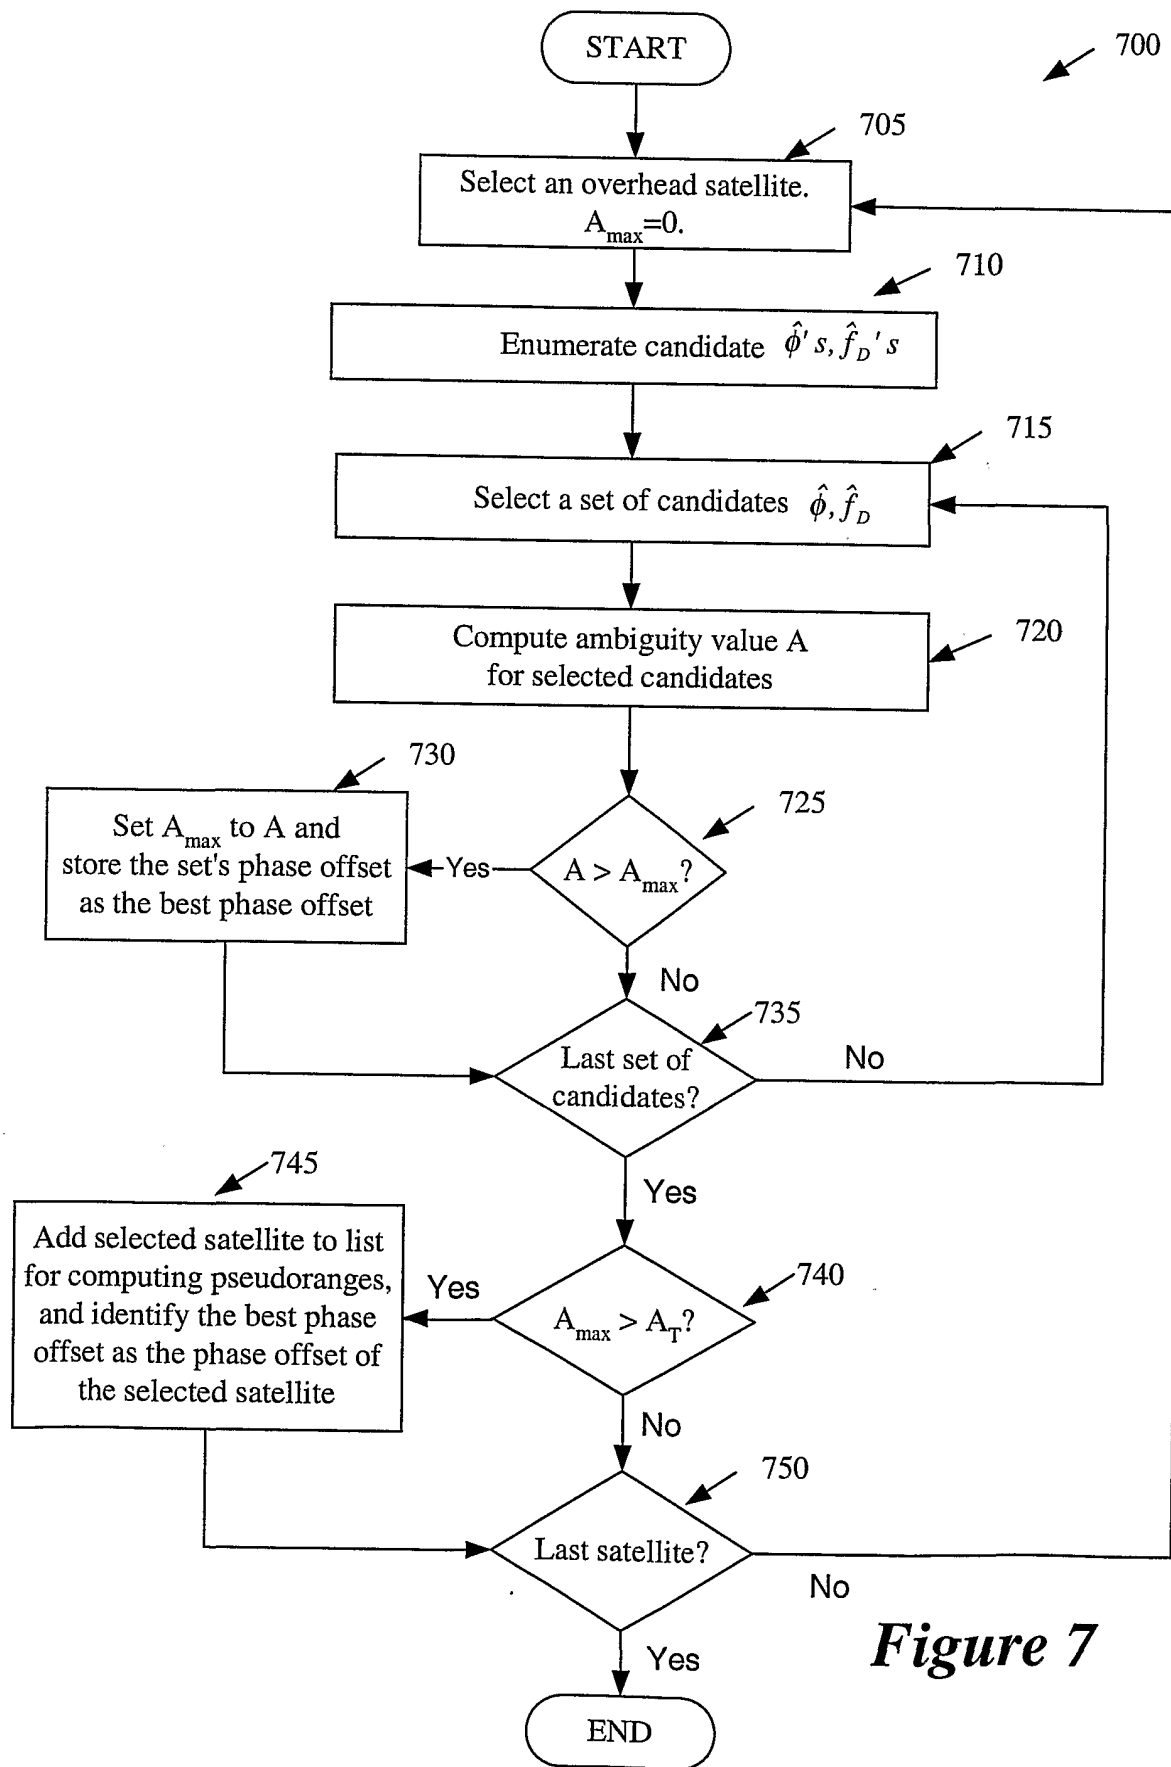 START
700
705
Select an overhead satellite.
A_max=0.
710
Enumerate candidate ϕ̂'s, f̂_D's
715
Select a set of candidates ϕ̂, f̂_D
720
Compute ambiguity value A
for selected candidates
730
725
Set A_max to A and
store the set's phase offset
as the best phase offset
Yes
A > A_max?
No
735
Last set of
candidates?
No
Yes
745
Add selected satellite to list
for computing pseudoranges,
and identify the best phase
offset as the phase offset of
the selected satellite
Yes
740
A_max > A_T?
No
750
Last satellite?
No
Yes
Figure 7
END